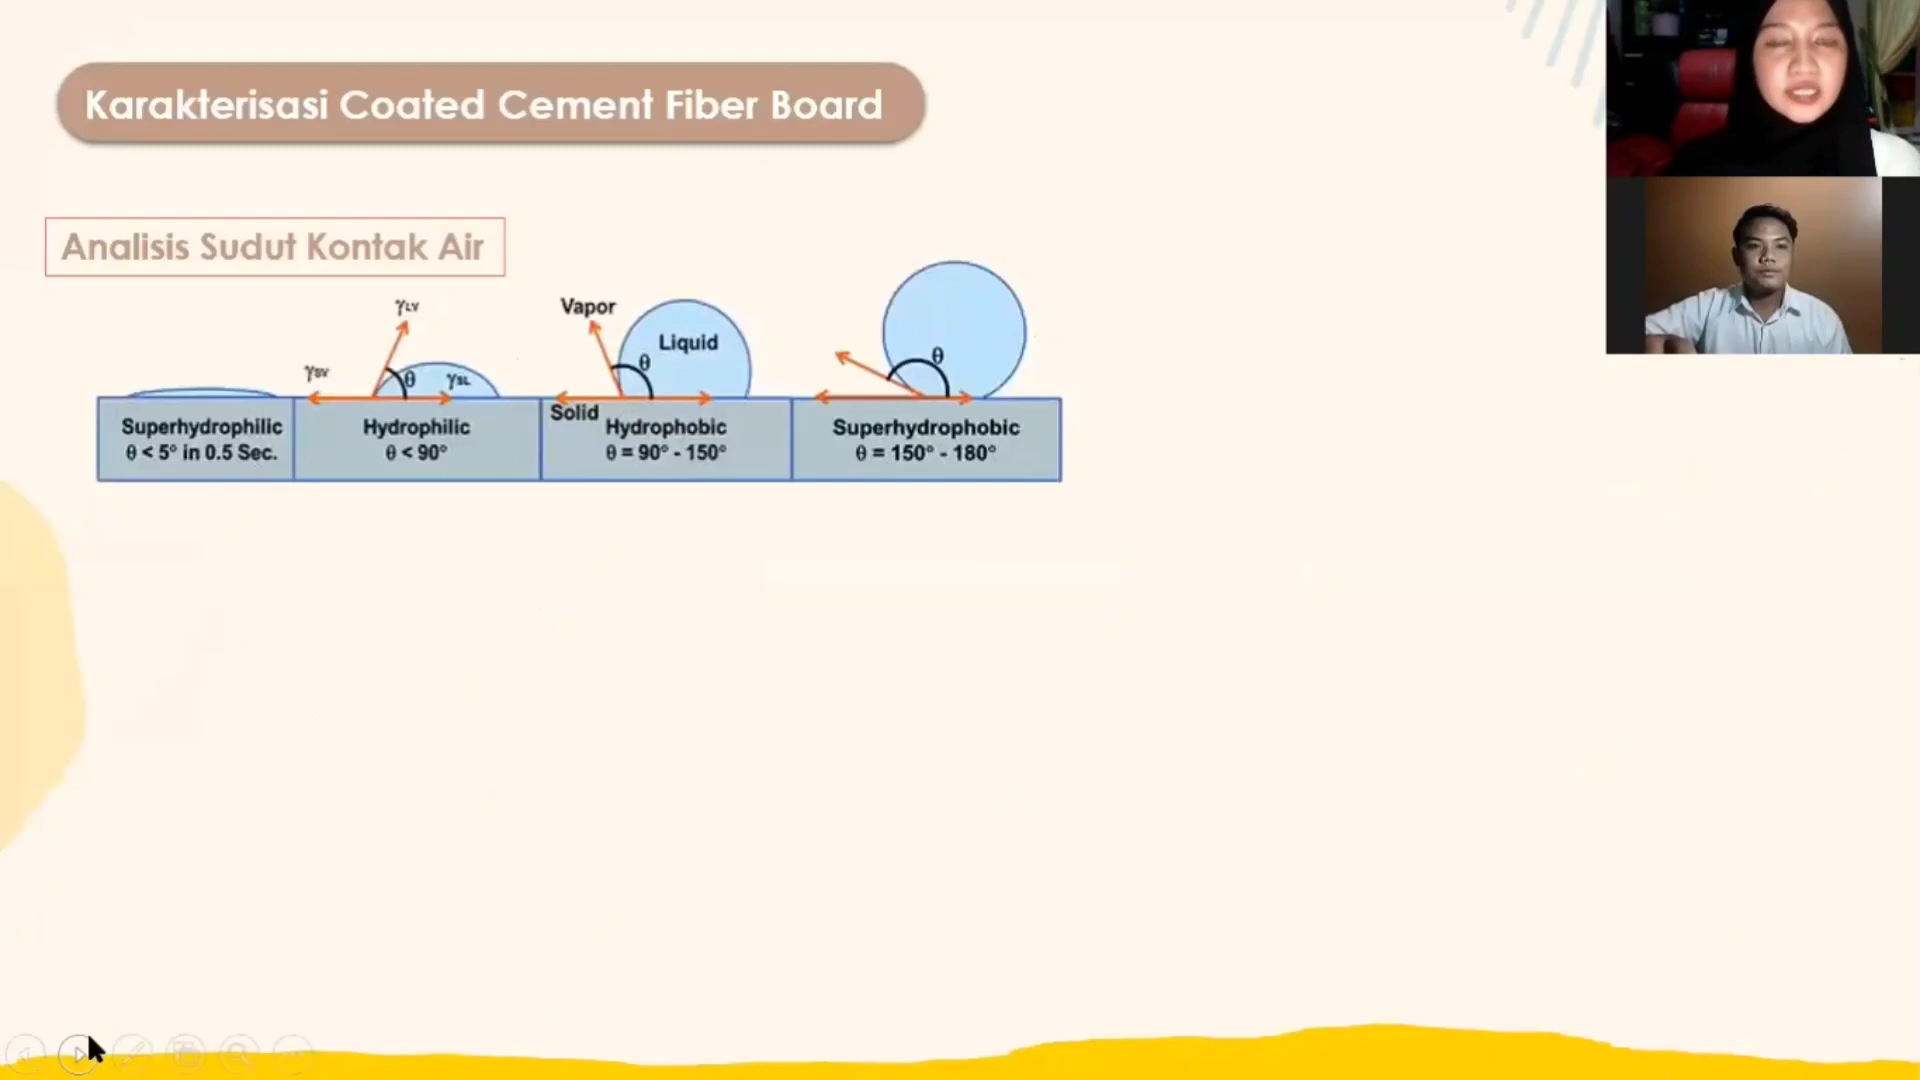 Karakterisasi Coated Cement Fiber Board
Analisis Sudut Kontak Air
γLV
γSV
θ
γSL
Vapor
Liquid
θ
θ
Solid
Superhydrophilic
θ < 5° in 0.5 Sec.
Hydrophilic
θ < 90°
Hydrophobic
θ = 90° - 150°
Superhydrophobic
θ = 150° - 180°